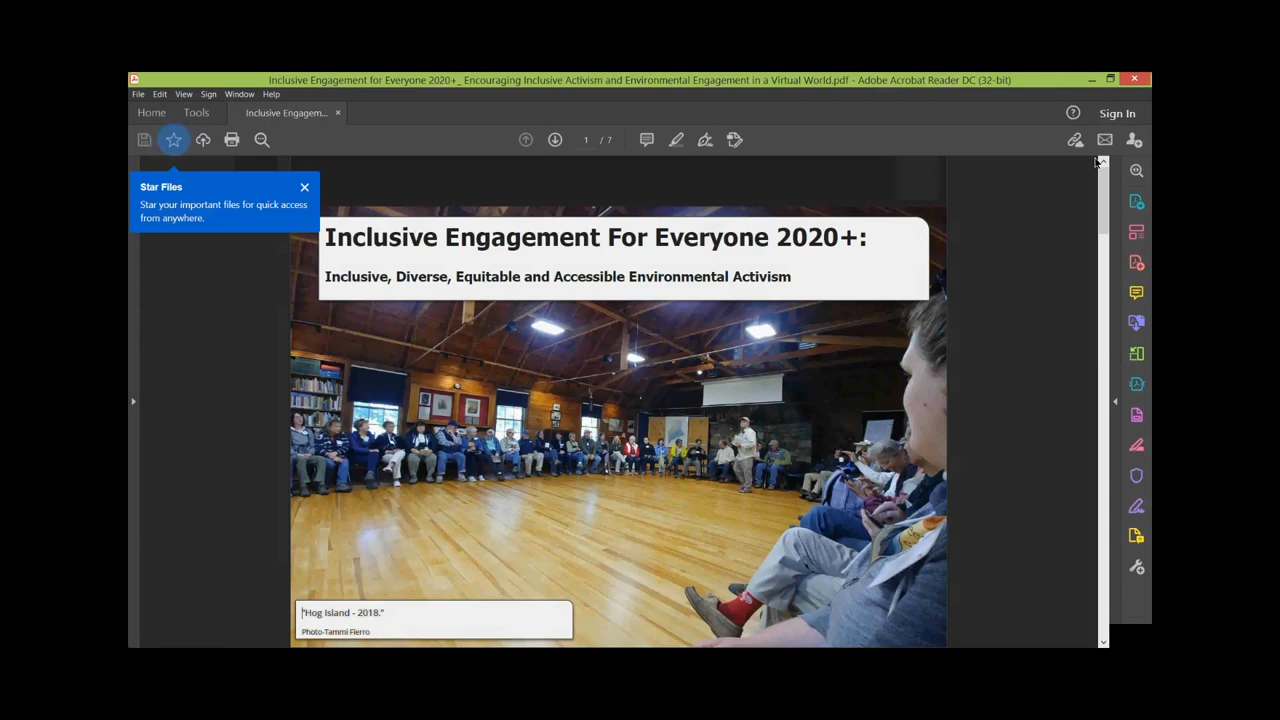 Inclusive Engagement for Everyone 2020+_ Encouraging Inclusive Activism and Environmental Engagement in a Virtual World.pdf - Adobe Acrobat Reader DC (32-bit)
File Edit View Sign Window Help
Home Tools Inclusive Engagem... × Sign In
1 / 7
Star Files
Star your important files for quick access
from anywhere.
Inclusive Engagement For Everyone 2020+:
Inclusive, Diverse, Equitable and Accessible Environmental Activism
"Hog Island - 2018."
Photo-Tammi Fierro